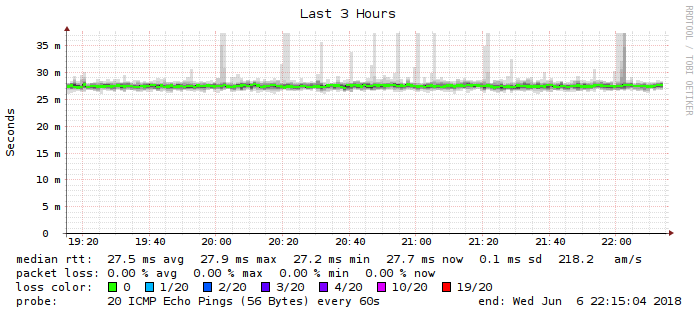 Last 3 Hours
RRDTOOL / TOBI OETIKER
Seconds
35 m
30 m
25 m
20 m
15 m
10 m
5 m
0
19:20 19:40 20:00 20:20 20:40 21:00 21:20 21:40 22:00
median rtt: 27.5 ms avg 27.9 ms max 27.2 ms min 27.7 ms now 0.1 ms sd 218.2 am/s
packet loss: 0.00 % avg 0.00 % max 0.00 % min 0.00 % now
loss color: 0 1/20 2/20 3/20 4/20 10/20 19/20
probe: 20 ICMP Echo Pings (56 Bytes) every 60s end: Wed Jun 6 22:15:04 2018